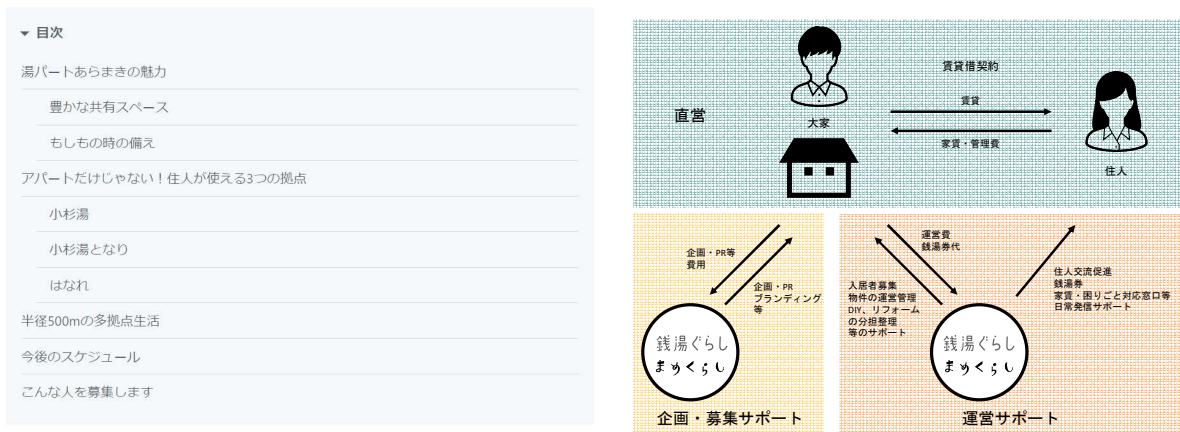 目次
湯パートあらまきの魅力
豊かな共有スペース
もしもの時の備え
アパートだけじゃない！住人が使える3つの拠点
小杉湯
小杉湯となり
はなれ
半径500mの多拠点生活
今後のスケジュール
こんな人を募集します
直営
大家
賃貸借契約
賃貸
家賃・管理費
住人
企画・PR等
費用
企画・PR
ブランディング
等
銭湯ぐらし
まめくらし
企画・募集サポート
運営費
銭湯券代
入居者募集
物件の運営管理
DIY、リフォーム
の分担整理
等のサポート
住人交流促進
銭湯券
家賃・困りごと対応窓口等
日常発信サポート
銭湯ぐらし
まめくらし
運営サポート